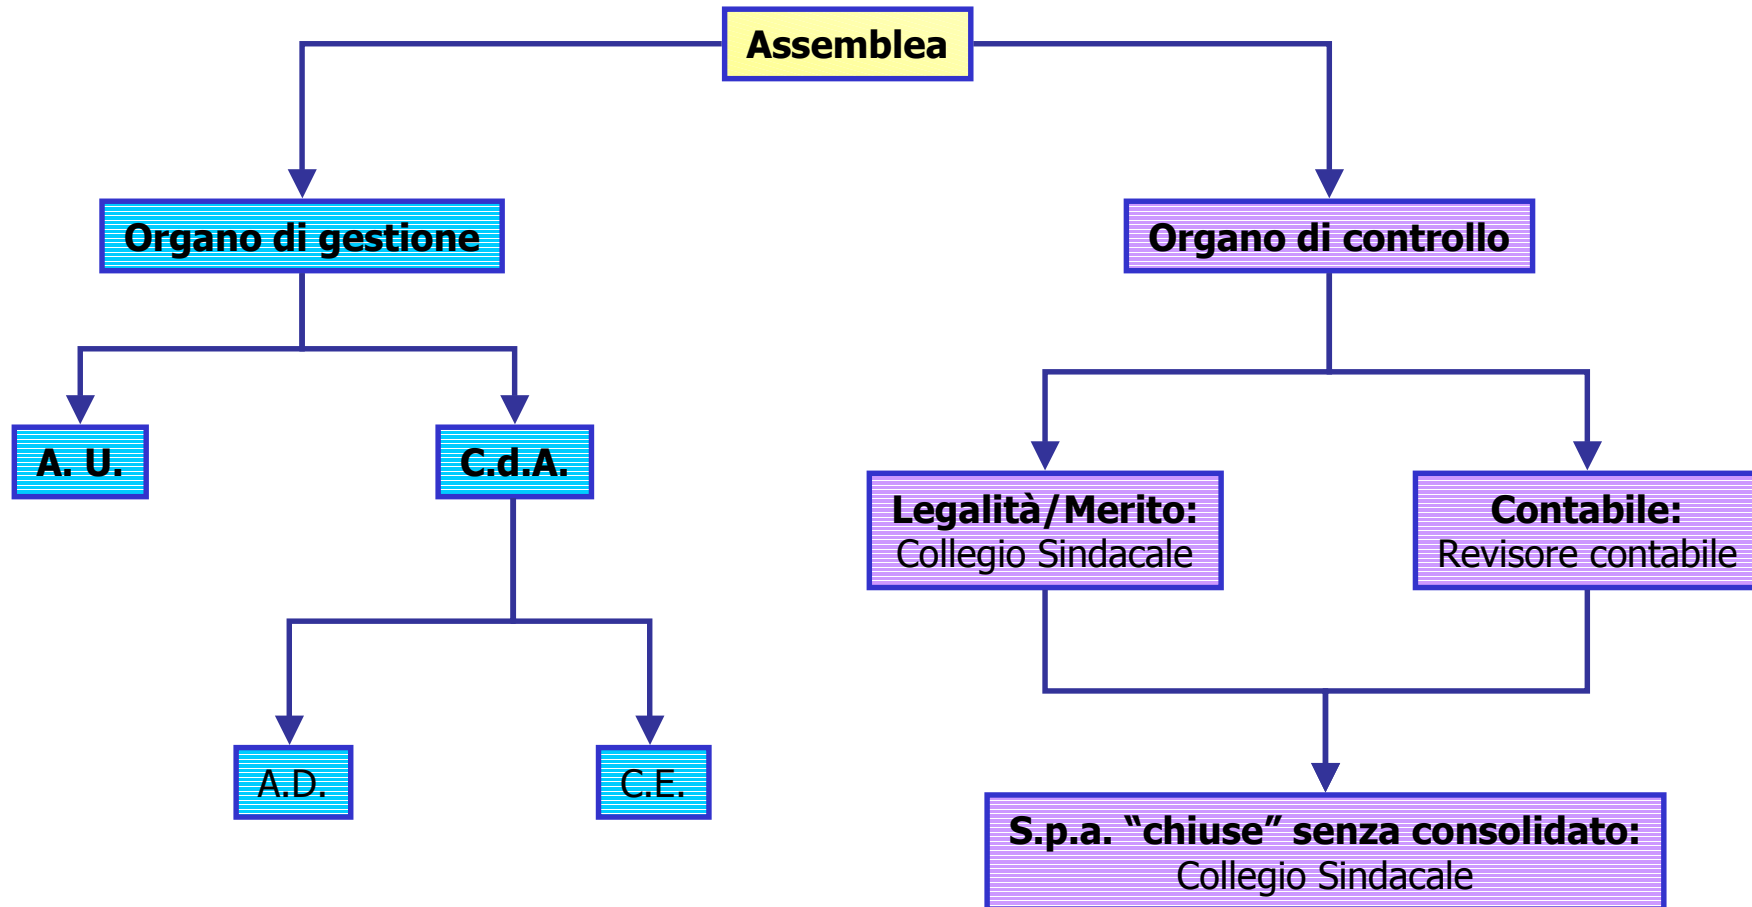 Assemblea
Organo di gestione
Organo di controllo
A. U.
C.d.A.
Legalità/Merito:
Collegio Sindacale
Contabile:
Revisore contabile
A.D.
C.E.
S.p.a. “chiuse” senza consolidato:
Collegio Sindacale